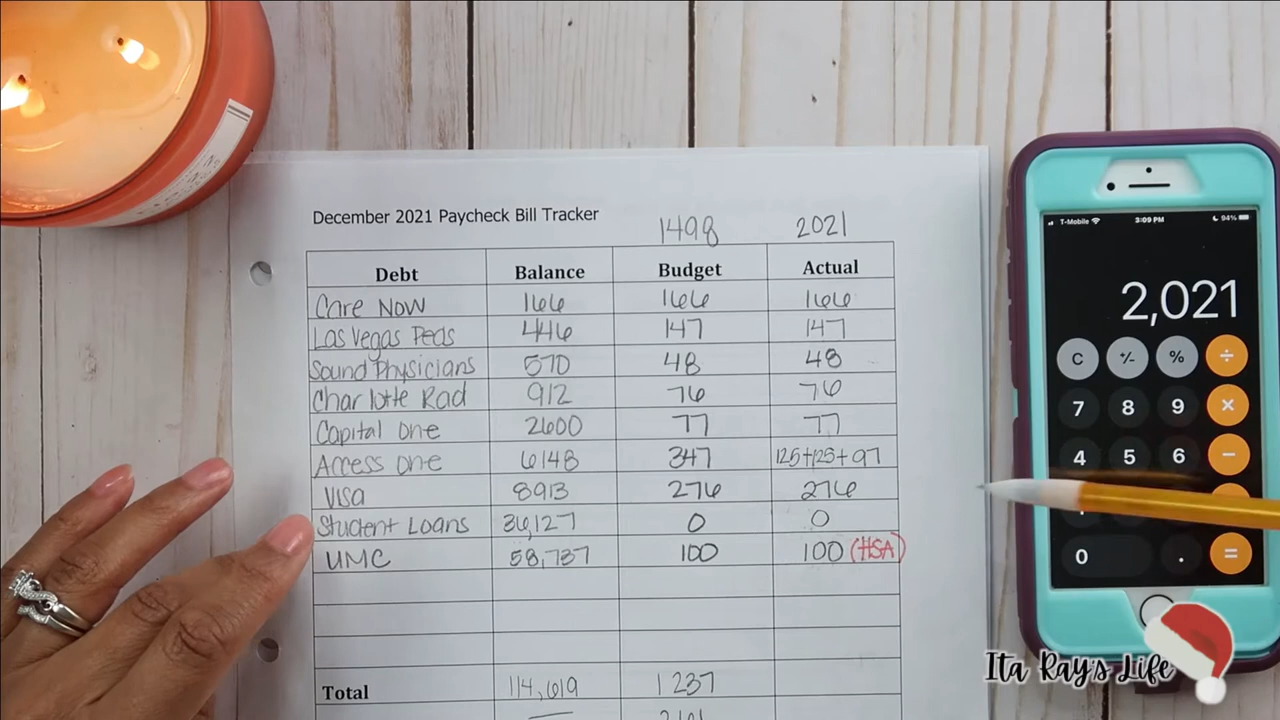 December 2021 Paycheck Bill Tracker
1498 2021
Debt Balance Budget Actual
Care Now 166 166 166
Las Vegas Peds 446 147 147
Sound Physicians 570 48 48
Charlotte Rad 912 76 76
Capital One 2600 77 77
Access One 6148 347 125+125+97
Visa 8913 276 276
Student Loans 36,127 0 0
UMC 58,737 100 100 (HSA)
Total 114,619 1237
T-Mobile 3:09 PM 94%
2,021
C +/- % ÷
7 8 9 ×
4 5 6 −
0 . =
Ita Ray's Life